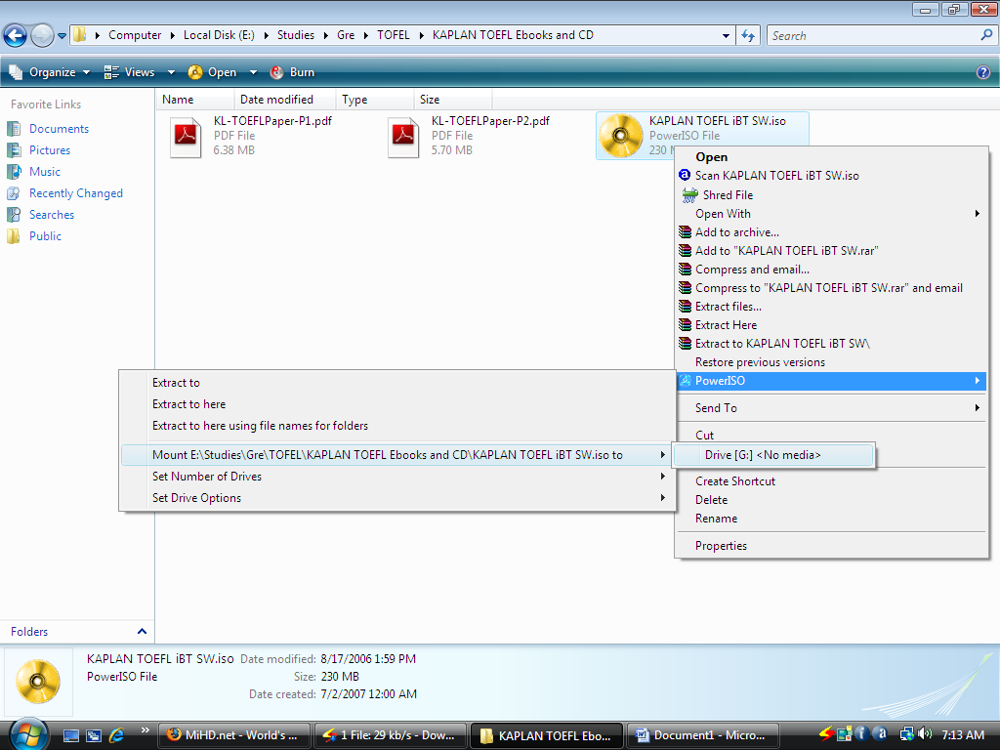 Computer Local Disk (E:) Studies Gre TOFEL KAPLAN TOEFL Ebooks and CD
Search
Organize Views Open Burn
Favorite Links
Documents
Pictures
Music
Recently Changed
Searches
Public
Folders
Name Date modified Type Size
KL-TOEFLPaper-P1.pdf
PDF File
6.38 MB
KL-TOEFLPaper-P2.pdf
PDF File
5.70 MB
KAPLAN TOEFL iBT SW.iso
PowerISO File
230
Open
Scan KAPLAN TOEFL iBT SW.iso
Shred File
Open With
Add to archive...
Add to "KAPLAN TOEFL iBT SW.rar"
Compress and email...
Compress to "KAPLAN TOEFL iBT SW.rar" and email
Extract files...
Extract Here
Extract to KAPLAN TOEFL iBT SW\
Restore previous versions
PowerISO
Send To
Cut
Create Shortcut
Delete
Rename
Properties
Extract to
Extract to here
Extract to here using file names for folders
Mount E:\Studies\Gre\TOFEL\KAPLAN TOEFL Ebooks and CD\KAPLAN TOEFL iBT SW.iso to
Set Number of Drives
Set Drive Options
Drive [G:] <No media>
KAPLAN TOEFL iBT SW.iso Date modified: 8/17/2006 1:59 PM
PowerISO File Size: 230 MB
Date created: 7/2/2007 12:00 AM
MiHD.net - World's ...
1 File: 29 kb/s - Dow...
KAPLAN TOEFL Ebo...
Document1 - Micro...
7:13 AM